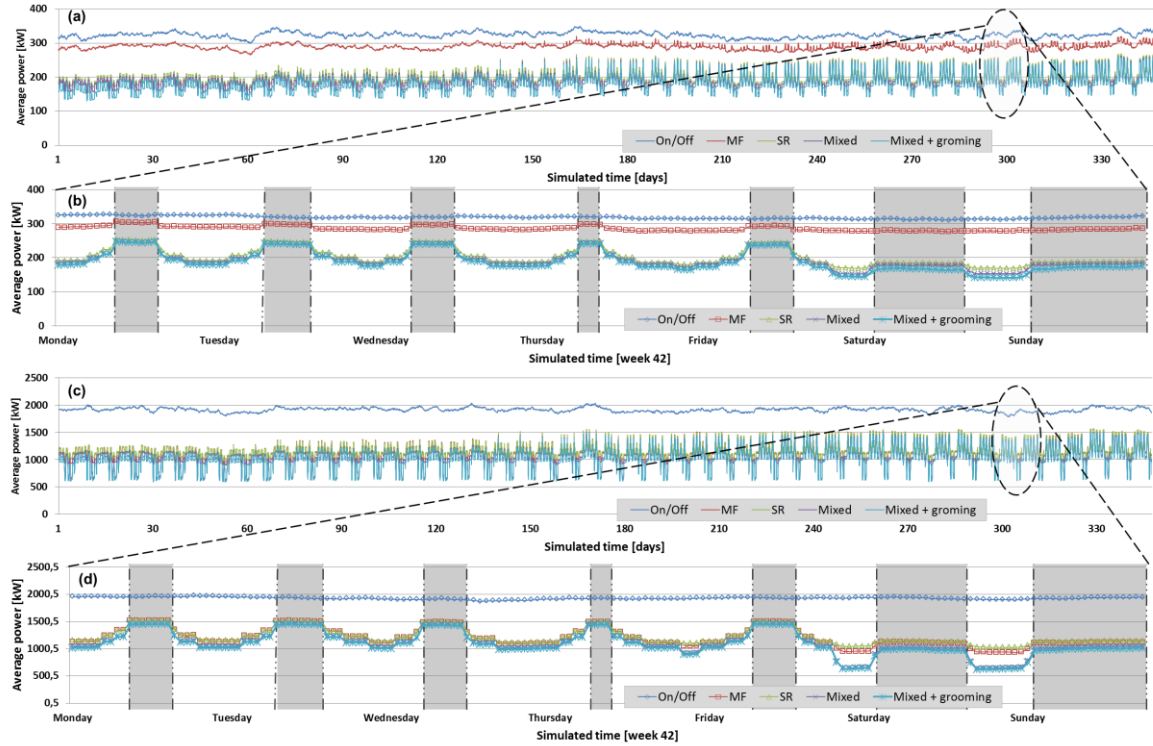 (a)
Average power [kW]
400
300
200
100
0
On/Off MF SR Mixed Mixed + groming
1 30 60 90 120 150 180 210 240 270 300 330
Simulated time [days]
(b)
Average power [kW]
400
300
200
100
0
On/Off MF SR Mixed Mixed + grooming
Monday Tuesday Wednesday Thursday Friday Saturday Sunday
Simulated time [week 42]
(c)
Average power [kW]
2500
2000
1500
1000
500
0
On/Off MF SR Mixed Mixed + groming
1 30 60 90 120 150 180 210 240 270 300 330
Simulated time [days]
(d)
Average power [kW]
2500,5
2000,5
1500,5
1000,5
500,5
0,5
On/Off MF SR Mixed Mixed + grooming
Monday Tuesday Wednesday Thursday Friday Saturday Sunday
Simulated time [week 42]